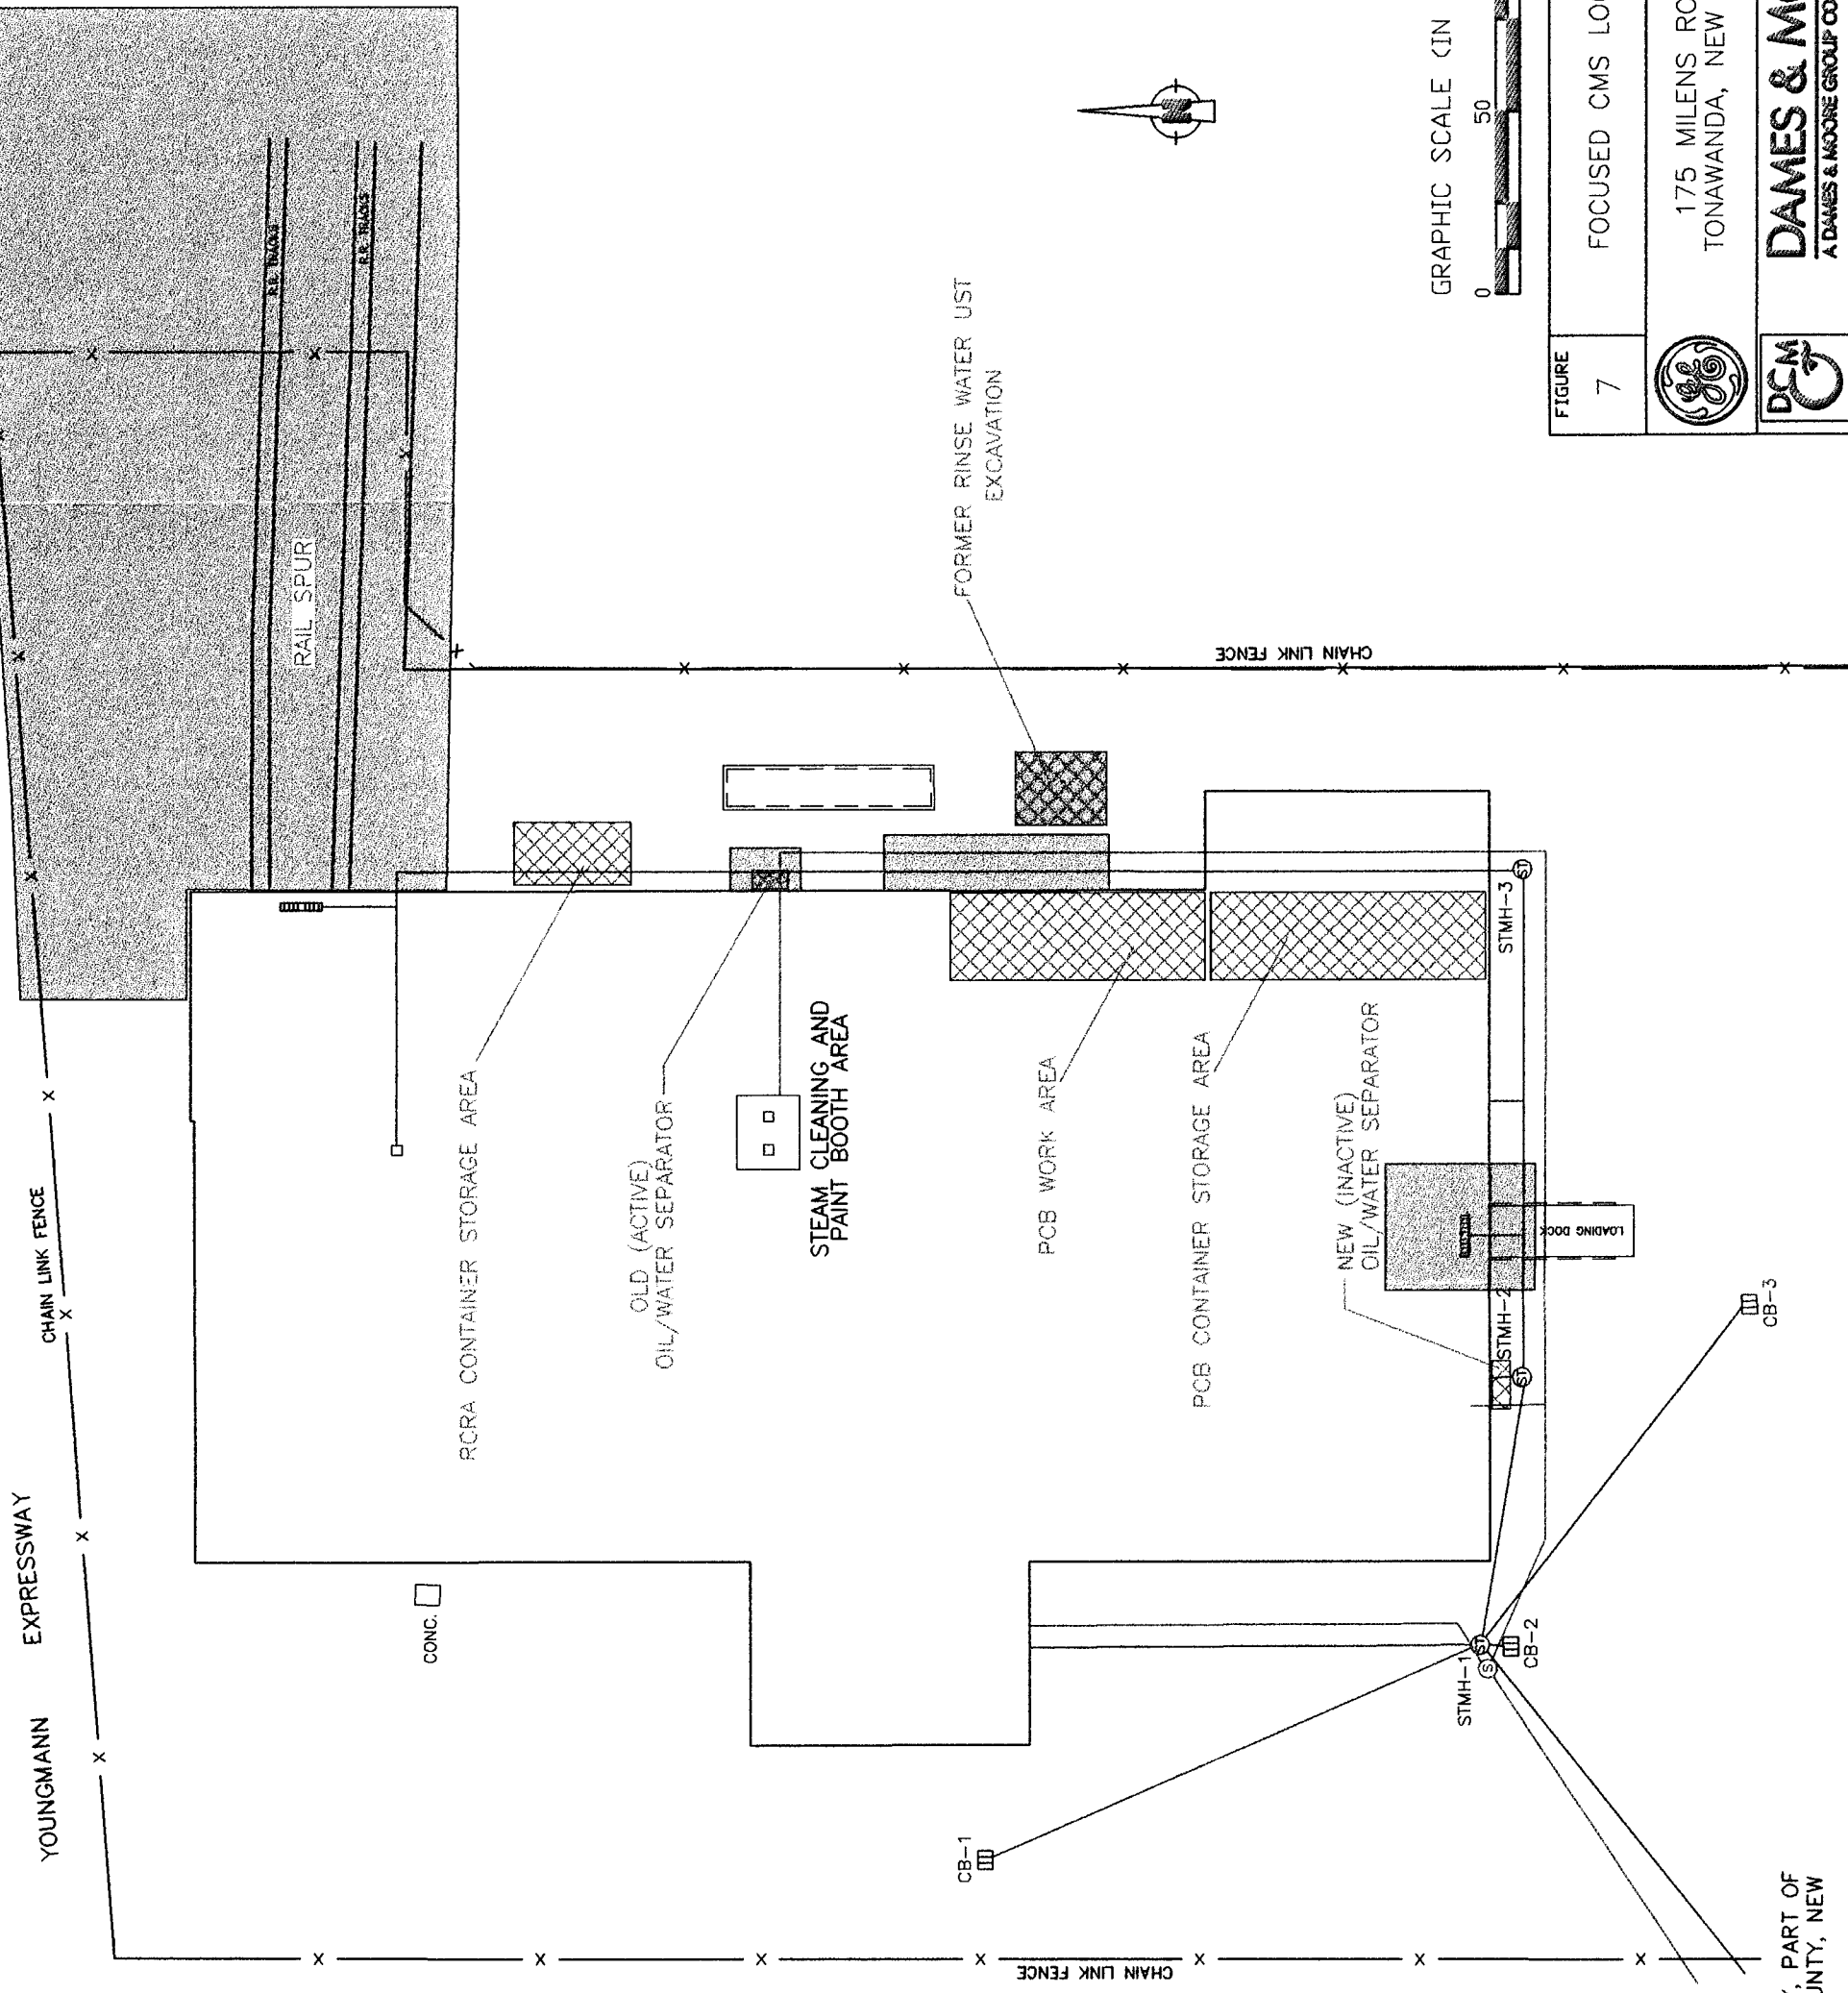 YOUNGMANN EXPRESSWAY
CHAIN LINK FENCE
R.R. TRACKS
R.R. TRACKS
RAIL SPUR
CONC.
RCRA CONTAINER STORAGE AREA
OLD (ACTIVE)
OIL/WATER SEPARATOR
STEAM CLEANING AND
PAINT BOOTH AREA
FORMER RINSE WATER UST
EXCAVATION
CHAIN LINK FENCE
PCB WORK AREA
PCB CONTAINER STORAGE AREA
NEW (INACTIVE)
OIL/WATER SEPARATOR
LOADING DOCK
STMH-3
ST
STMH-2
ST
STMH-1
ST
S
CB-1
CB-2
CB-3
CHAIN LINK FENCE
N
GRAPHIC SCALE (IN
0 50
FIGURE
7
FOCUSED CMS
GE
175 MILENS
TONAWANDA, NEW
D&M
DAMES &
A DAMES & MOORE GROUP
, PART OF
NEW